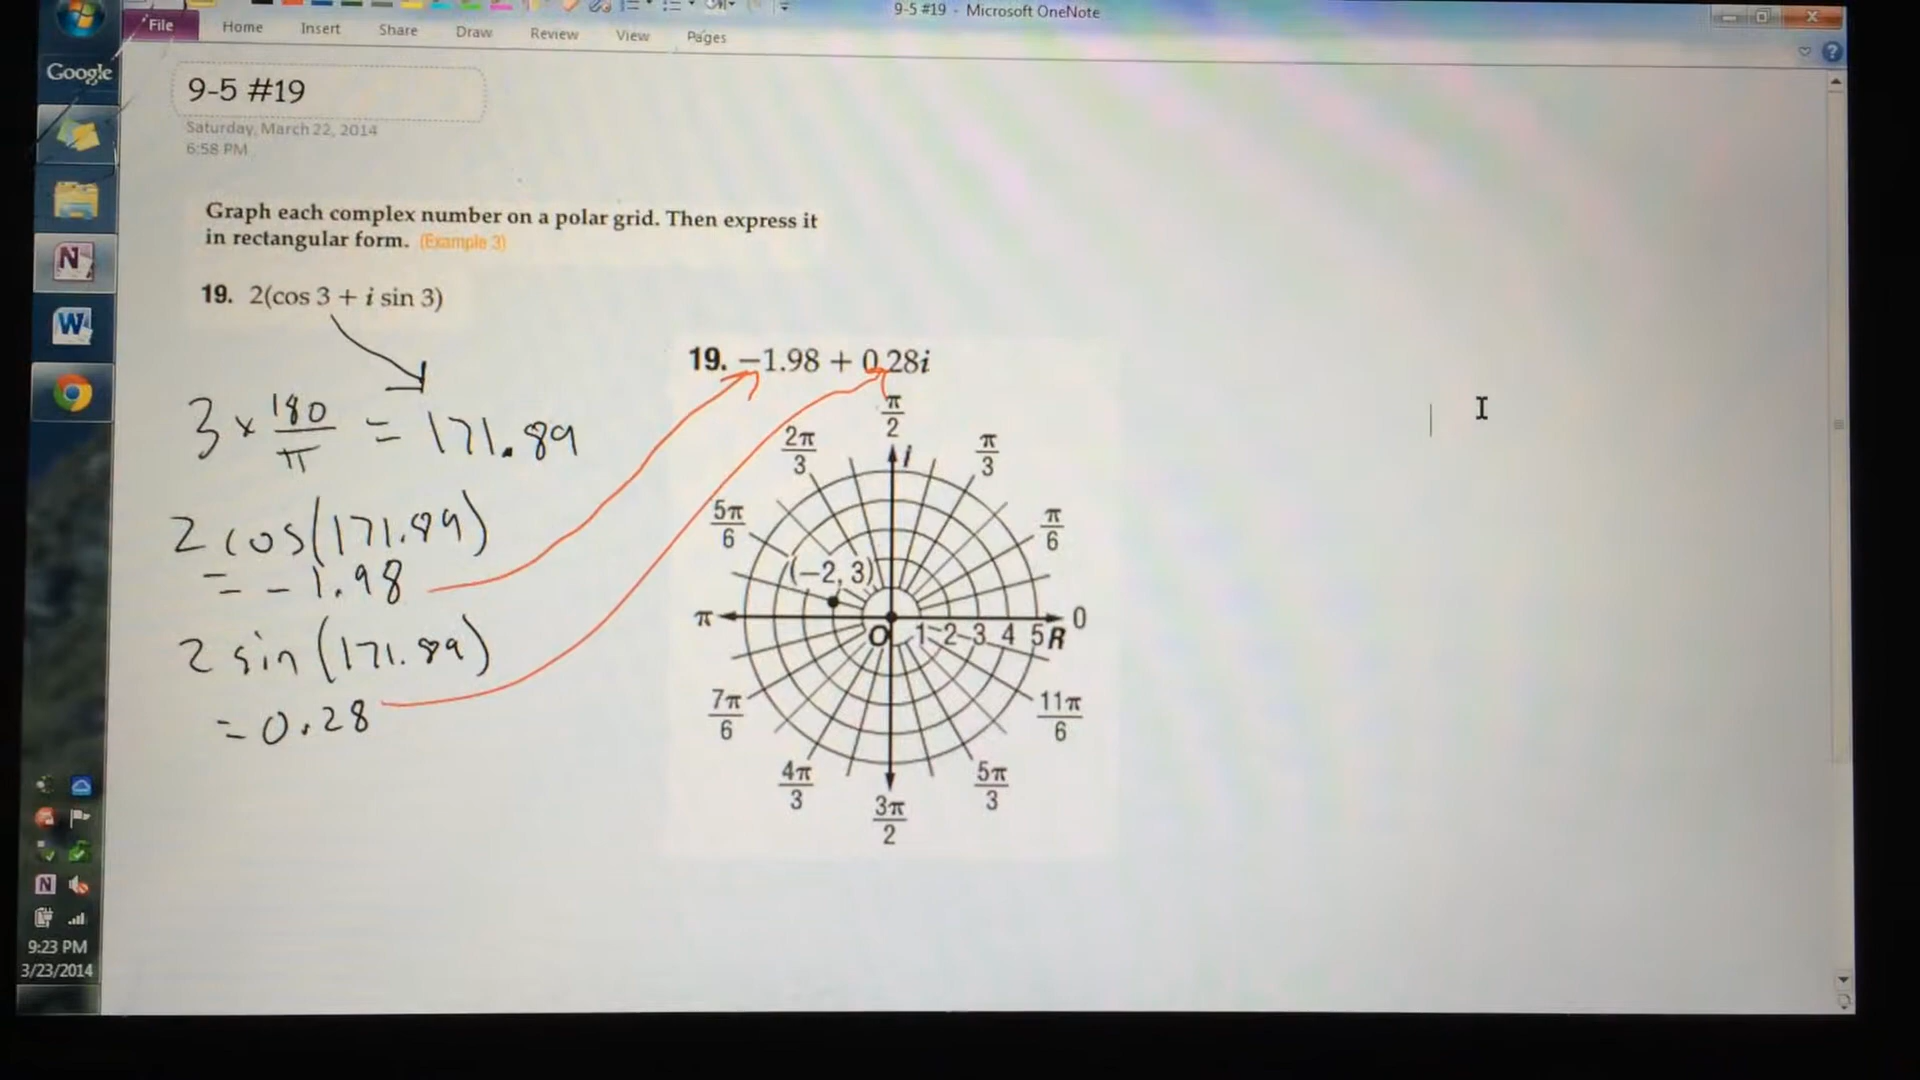 9-5 #19 - Microsoft OneNote
File Home Insert Share Draw Review View Pages
Google
9-5 #19
Saturday, March 22, 2014
6:58 PM
Graph each complex number on a polar grid. Then express it
in rectangular form. (Example 3)
19. 2(cos 3 + i sin 3)
3 × 180/π = 171.89
2 cos(171.89)
= -1.98
2 sin(171.89)
= 0.28
19. −1.98 + 0.28i
π/2
i
2π/3
π/3
5π/6
π/6
(−2, 3)
π
0
O 1 2 3 4 5 R
7π/6
11π/6
4π/3
5π/3
3π/2
N
W
N
9:23 PM
3/23/2014